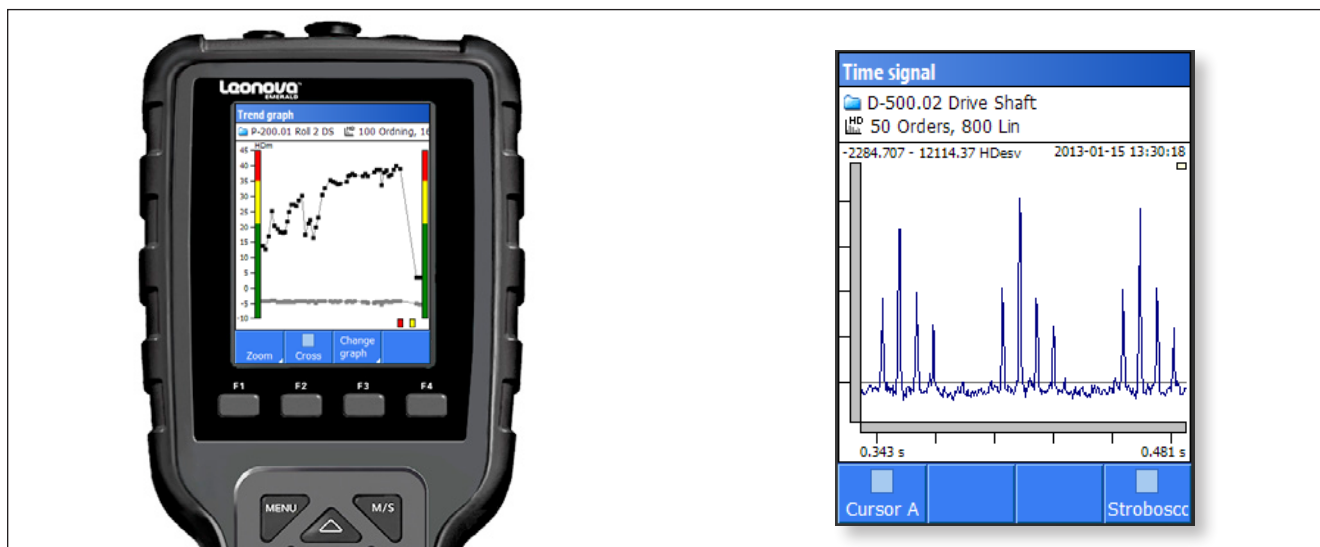 Leonova
EMERALD
Trend graph
P-200.01 Roll 2 DS 100 Ordning, 16
HDm
45
40
35
30
25
20
15
10
5
0
-5
-10
Zoom Cross Change graph
F1 F2 F3 F4
MENU M/S
Time signal
D-500.02 Drive Shaft
HD 50 Orders, 800 Lin
-2284.707 - 12114.37 HDesv 2013-01-15 13:30:18
0.343 s 0.481 s
Cursor A Strobosco